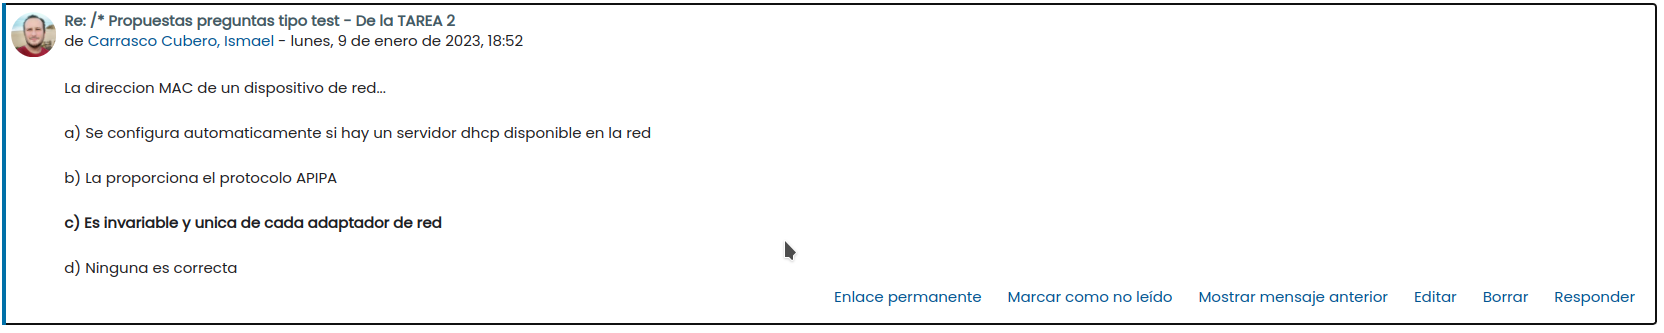 Re: /* Propuestas preguntas tipo test - De la TAREA 2
de Carrasco Cubero, Ismael - lunes, 9 de enero de 2023, 18:52
La direccion MAC de un dispositivo de red...
a) Se configura automaticamente si hay un servidor dhcp disponible en la red
b) La proporciona el protocolo APIPA
c) Es invariable y unica de cada adaptador de red
d) Ninguna es correcta
Enlace permanente Marcar como no leído Mostrar mensaje anterior Editar Borrar Responder